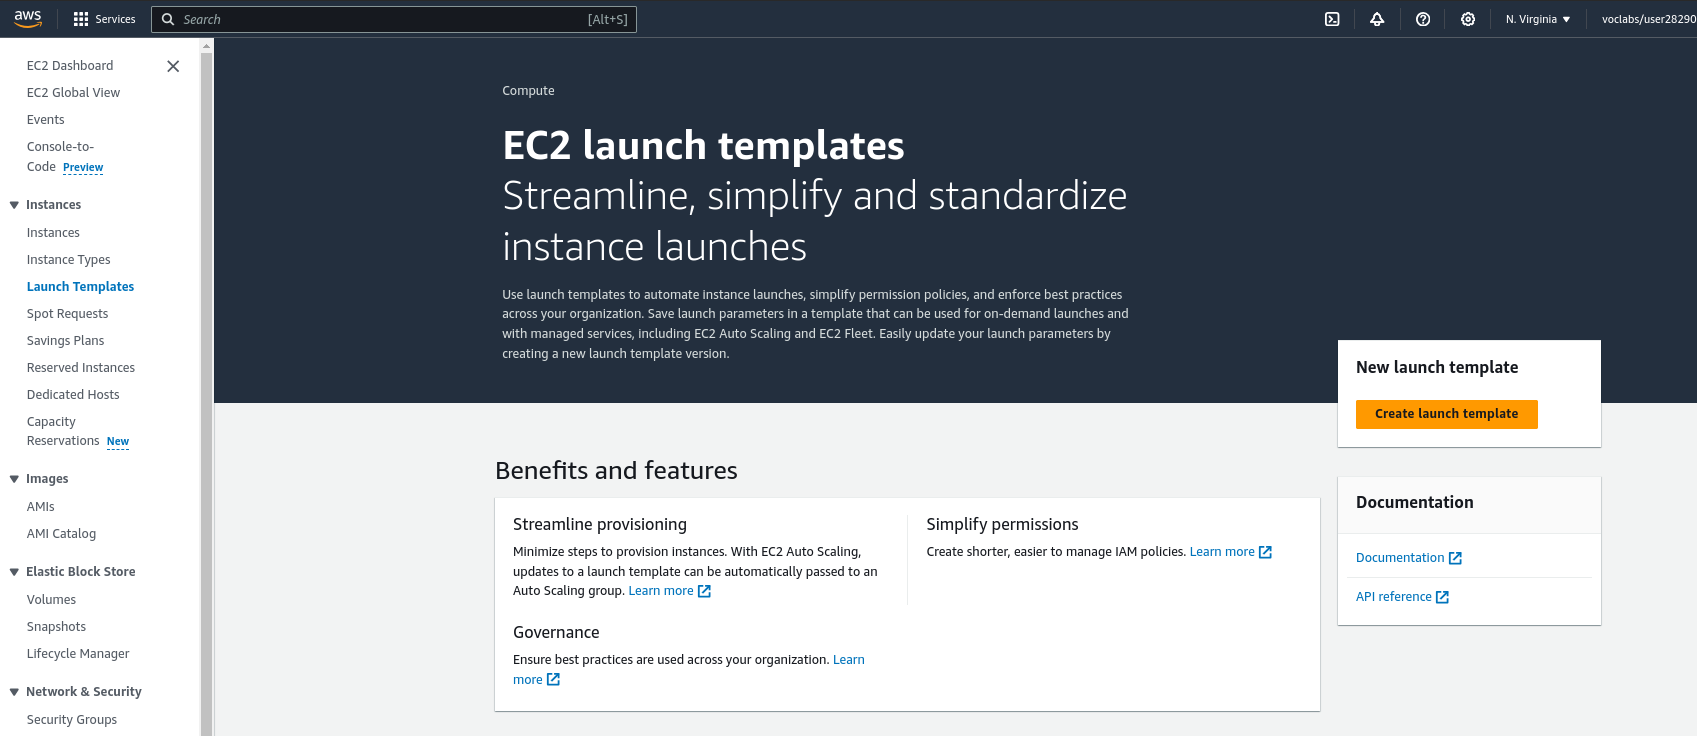 aws
Services
Search
[Alt+S]
N. Virginia
voclabs/user28290
EC2 Dashboard
EC2 Global View
Events
Console-to-
Code Preview
Instances
Instances
Instance Types
Launch Templates
Spot Requests
Savings Plans
Reserved Instances
Dedicated Hosts
Capacity
Reservations New
Images
AMIs
AMI Catalog
Elastic Block Store
Volumes
Snapshots
Lifecycle Manager
Network & Security
Security Groups
Compute
EC2 launch templates
Streamline, simplify and standardize
instance launches
Use launch templates to automate instance launches, simplify permission policies, and enforce best practices
across your organization. Save launch parameters in a template that can be used for on-demand launches and
with managed services, including EC2 Auto Scaling and EC2 Fleet. Easily update your launch parameters by
creating a new launch template version.
New launch template
Create launch template
Benefits and features
Streamline provisioning
Minimize steps to provision instances. With EC2 Auto Scaling,
updates to a launch template can be automatically passed to an
Auto Scaling group. Learn more
Simplify permissions
Create shorter, easier to manage IAM policies. Learn more
Governance
Ensure best practices are used across your organization. Learn
more
Documentation
Documentation
API reference